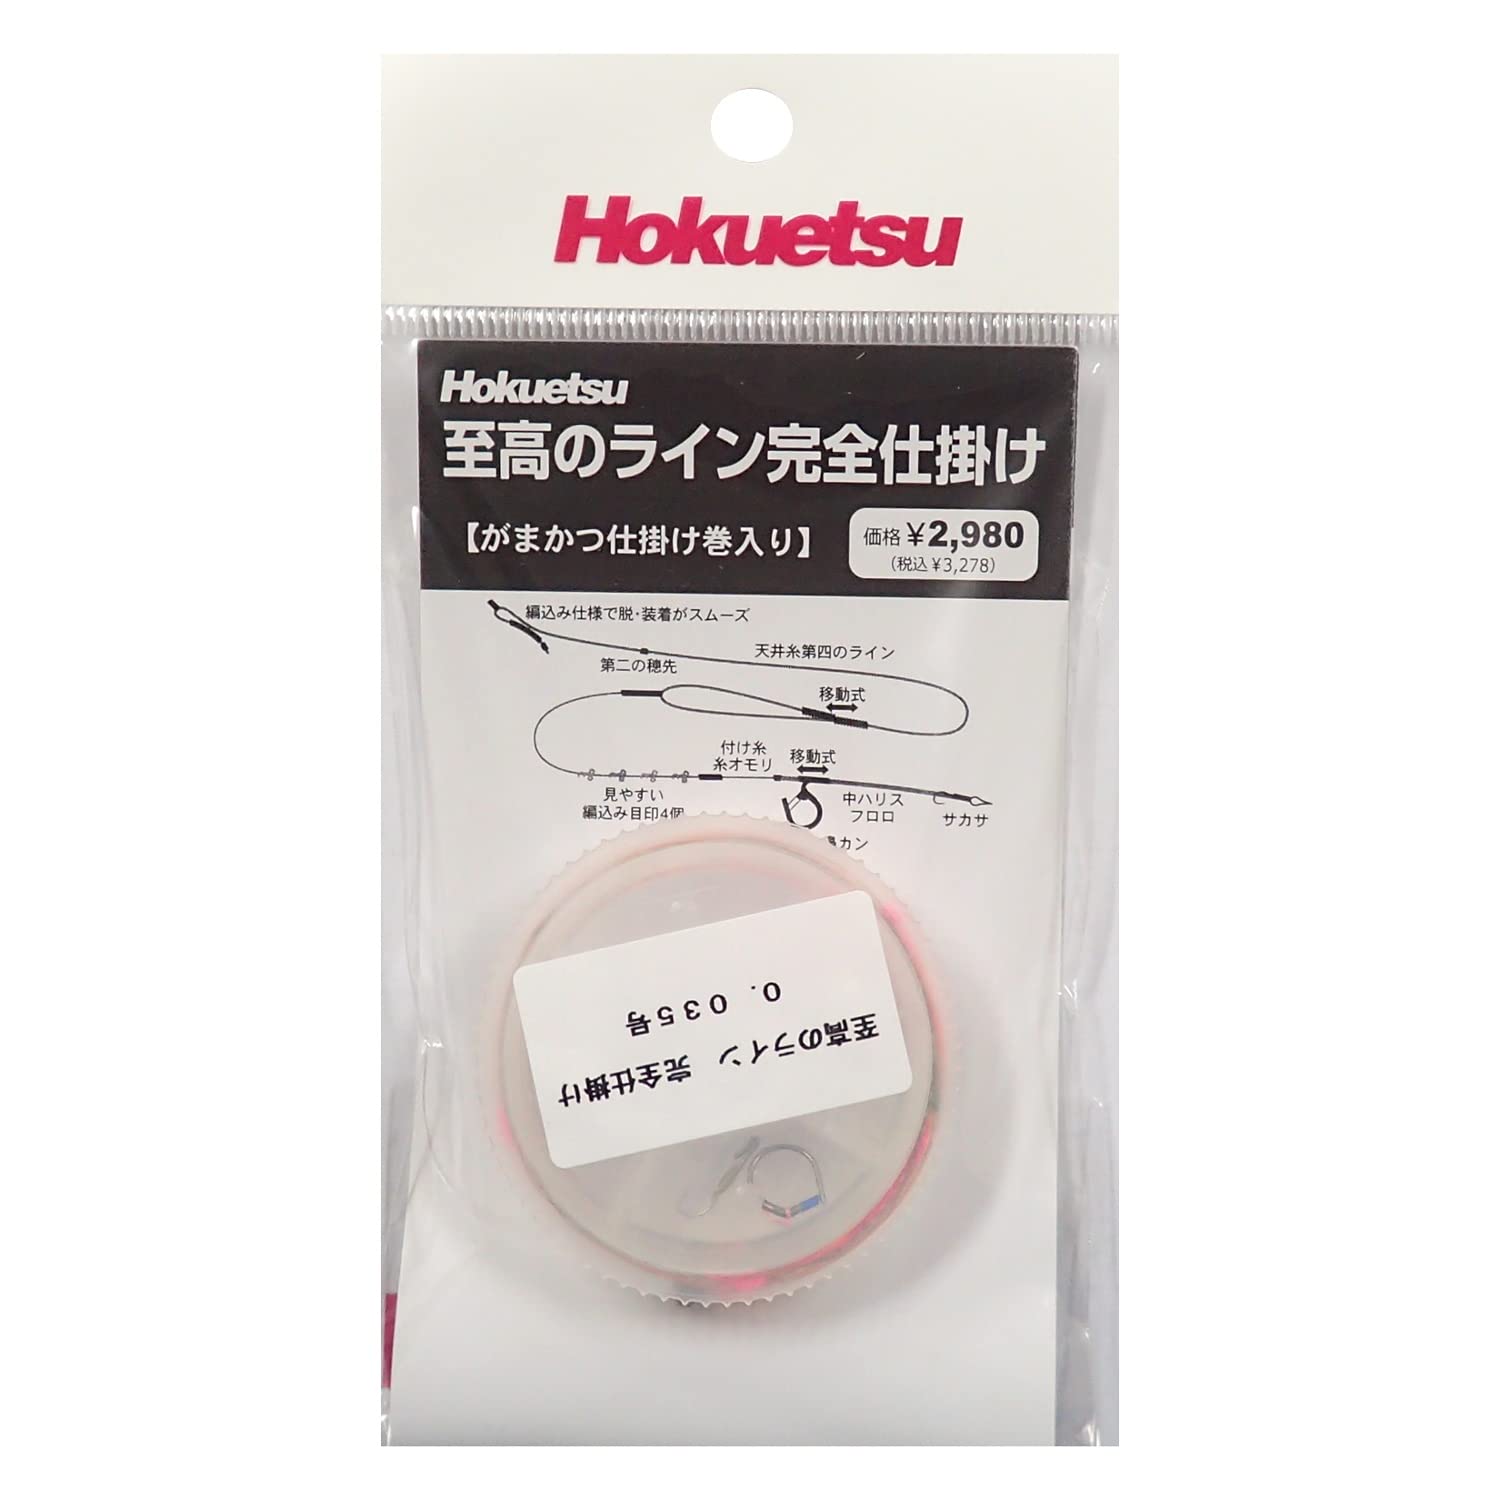 Hokuetsu
Hokuetsu
至高のライン完全仕掛け
【がまかつ仕掛け巻入り】
価格 ¥2,980
(税込 ¥3,278)
編込み仕様で脱・装着がスムーズ
第二の穂先
天井糸第四のライン
移動式
付け糸
糸オモリ
移動式
見やすい
編込み目印4個
中ハリス
フロロ
サカサ
カン
至高のライン 完全仕掛け
0.035号